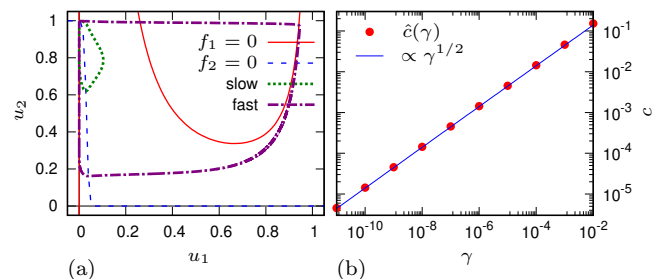 1
0.8
0.6
0.4
0.2
0
u₂
f₁ = 0
f₂ = 0
slow
fast
0 0.2 0.4 0.6 0.8 1
u₁
(a)
ĉ(γ)
∝ γ^{1/2}
10^{-1}
10^{-2}
10^{-3}
10^{-4}
10^{-5}
c
10^{-10} 10^{-8} 10^{-6} 10^{-4} 10^{-2}
γ
(b)